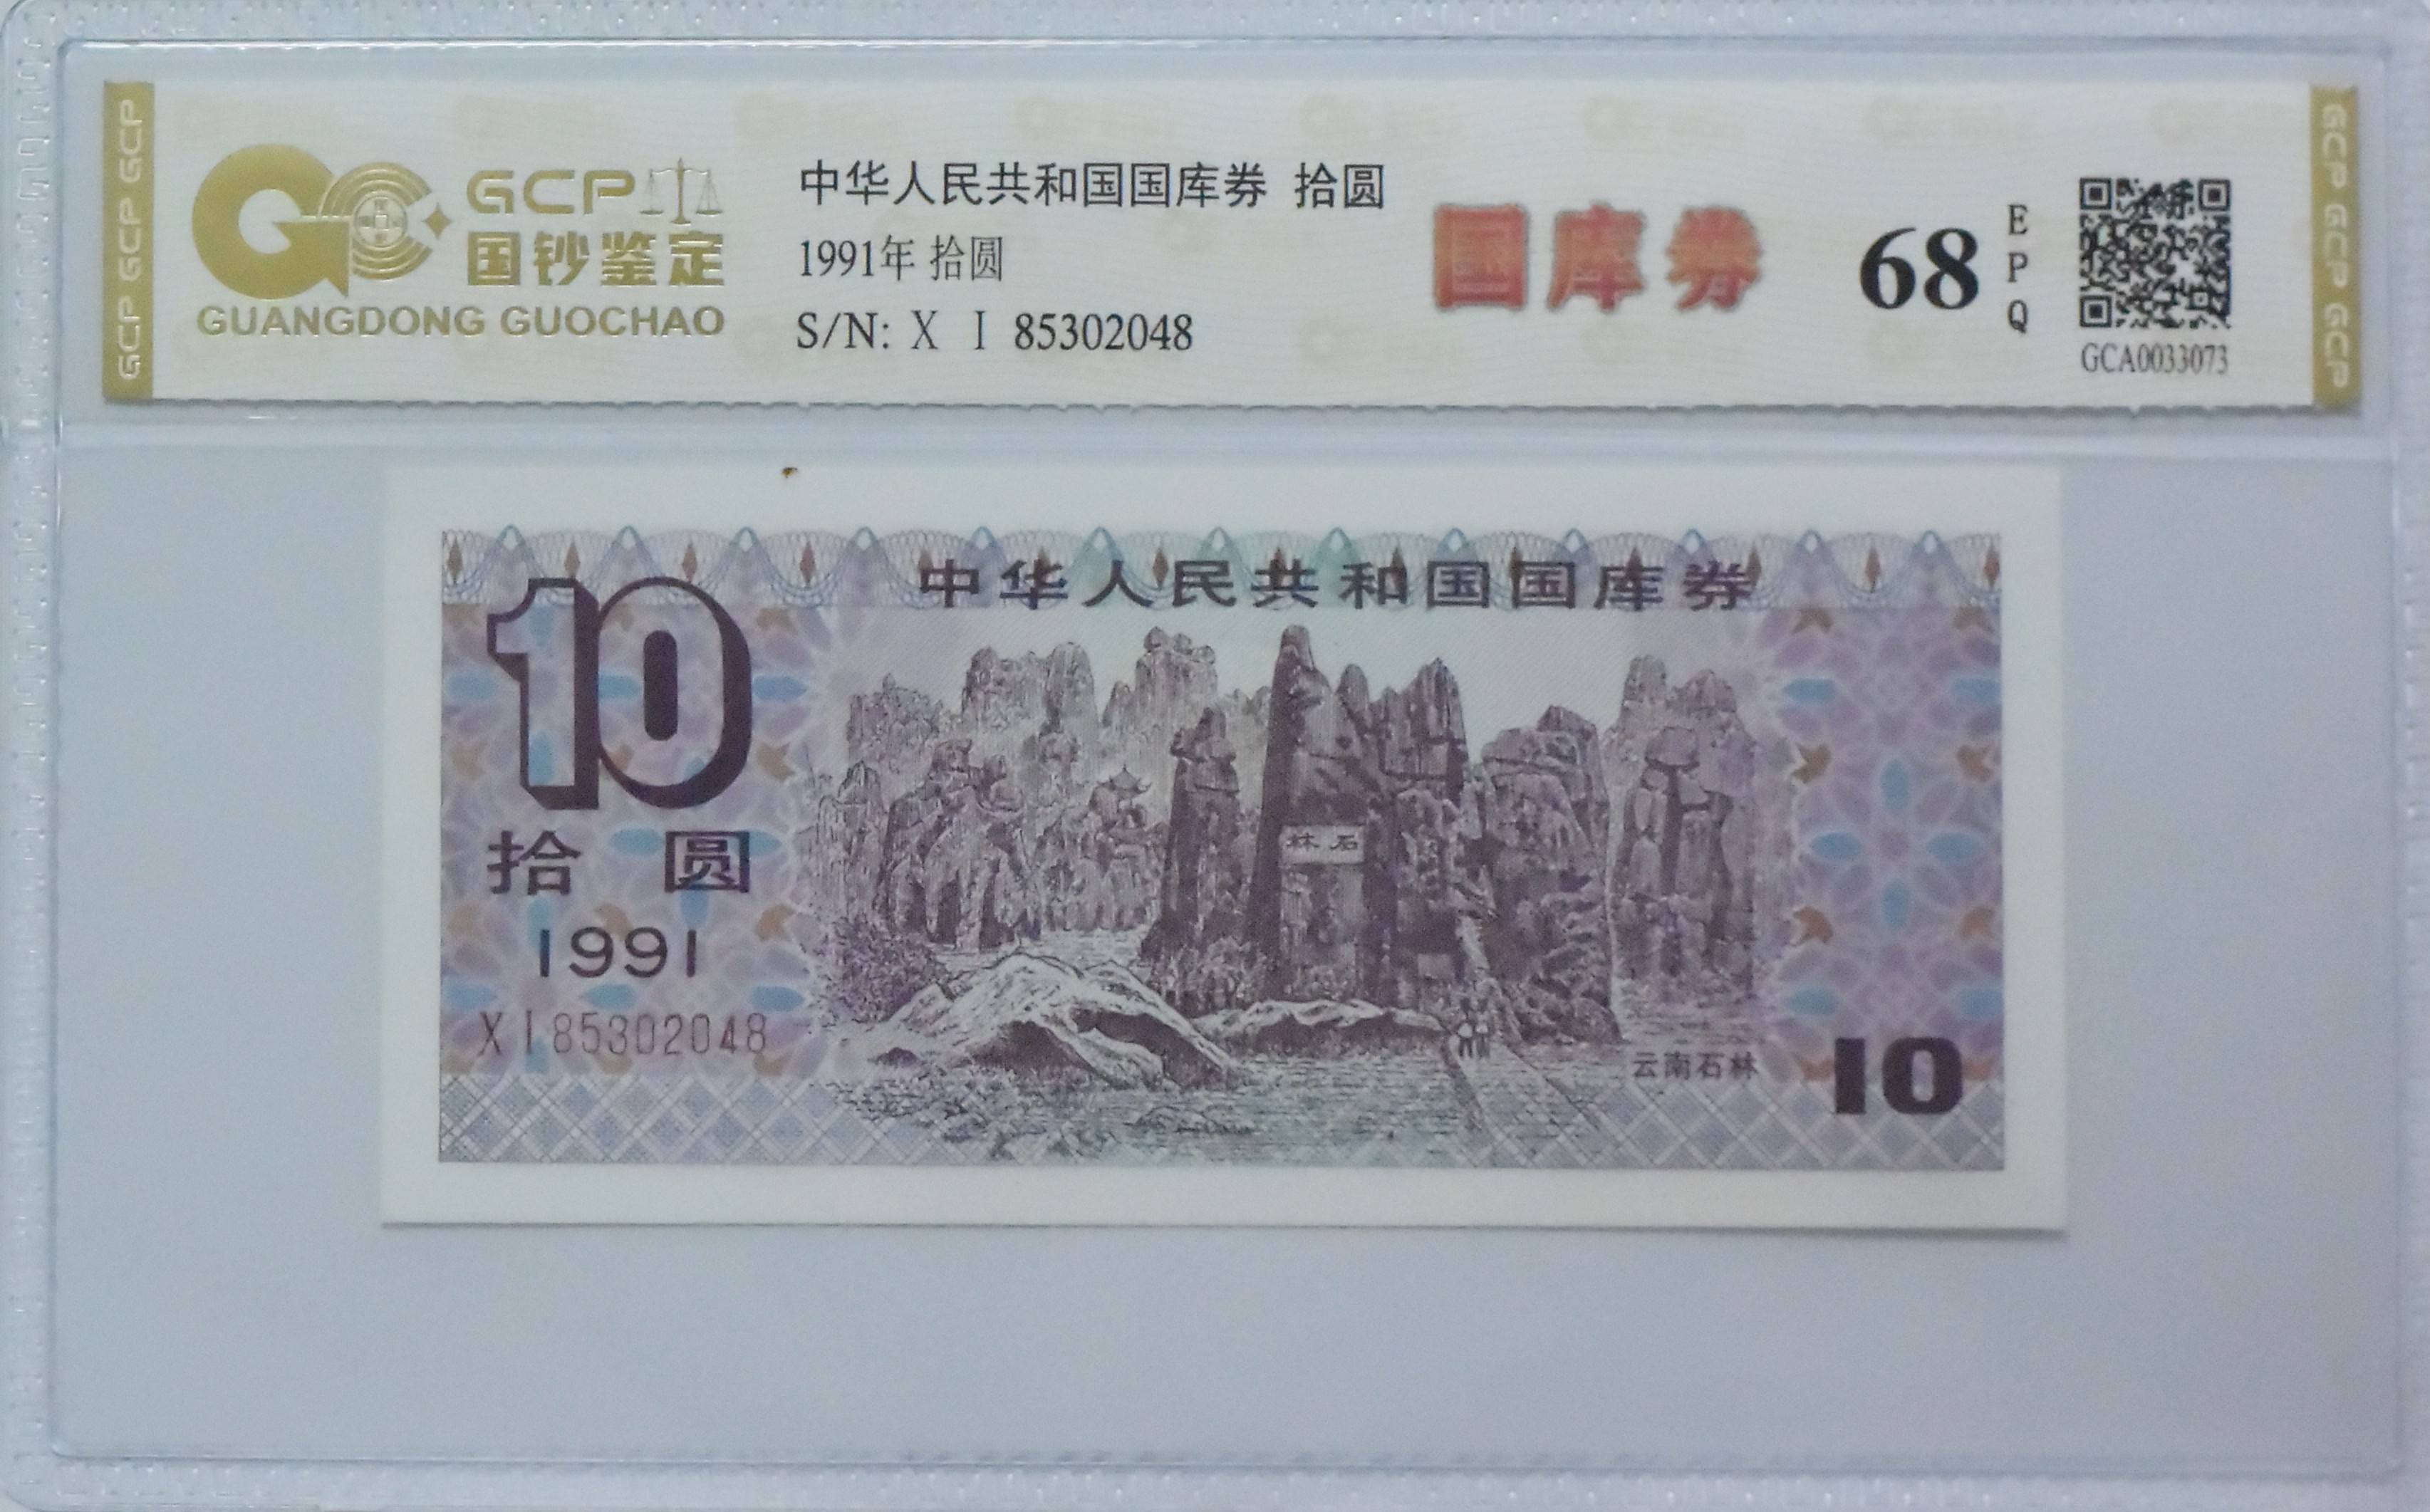 GCP GCP GCP
GCP
国钞鉴定
GUANGDONG GUOCHAO
中华人民共和国国库券 拾圆
1991年 拾圆
S/N: X I 85302048
国库券
68
EPQ
GCA0033073
GCP GCP GCP
中华人民共和国国库券
10
拾圆
1991
X I 85302048
林石
云南石林
10